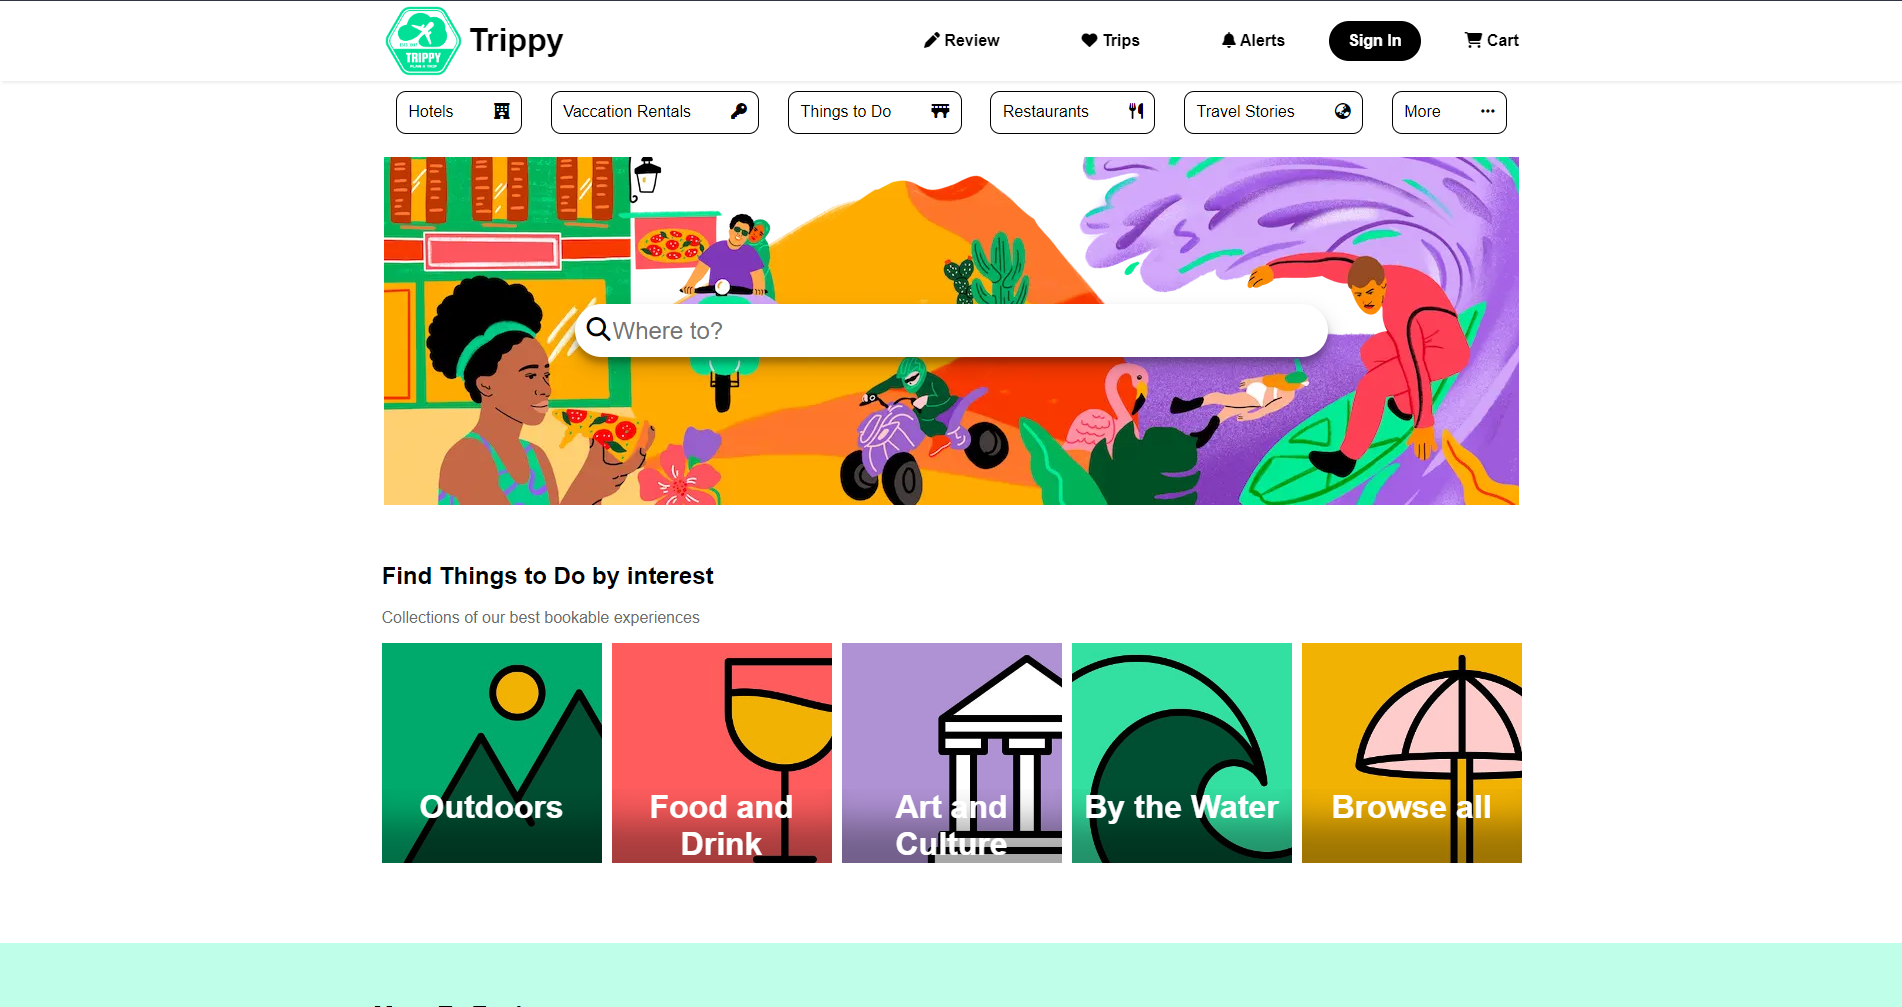 TRIPPY
PLAN A TRIP
Trippy
Review
Trips
Alerts
Sign In
Cart
Hotels
Vaccation Rentals
Things to Do
Restaurants
Travel Stories
More
Where to?
Find Things to Do by interest
Collections of our best bookable experiences
Outdoors
Food and
Drink
Art and
Culture
By the Water
Browse all